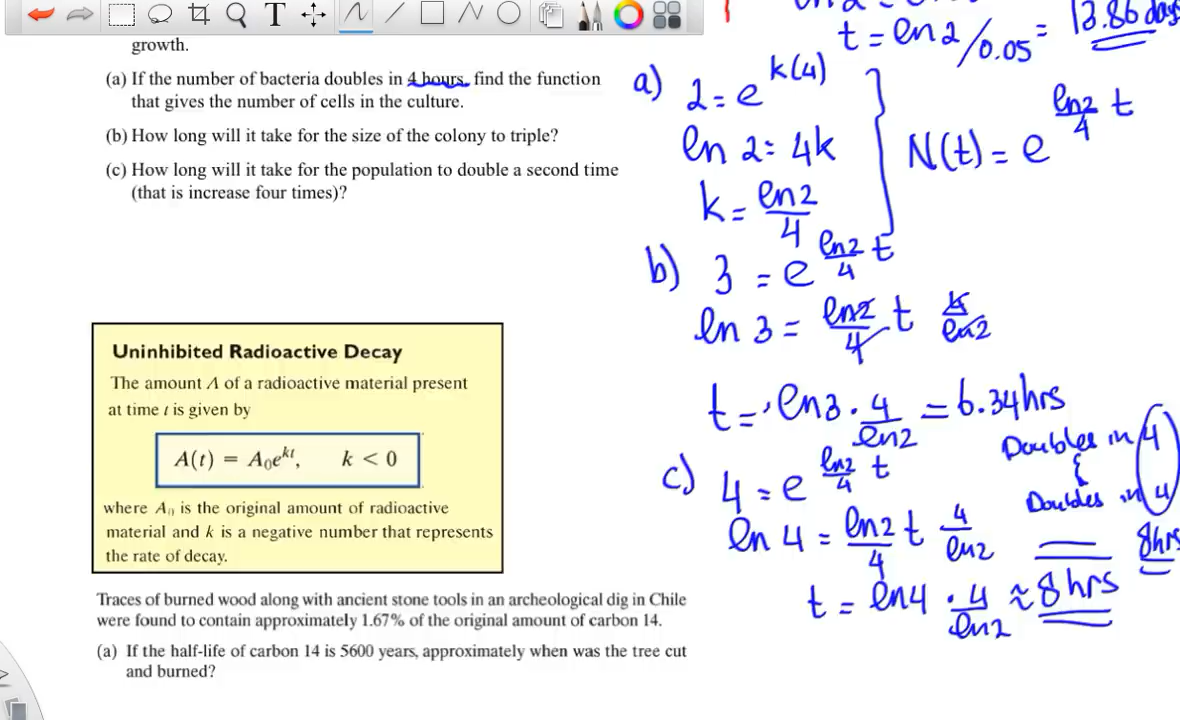 growth.
(a) If the number of bacteria doubles in 4 hours, find the function
that gives the number of cells in the culture.
(b) How long will it take for the size of the colony to triple?
(c) How long will it take for the population to double a second time
(that is increase four times)?
Uninhibited Radioactive Decay
The amount A of a radioactive material present
at time t is given by
A(t) = A₀e^{kt}, k < 0
where A₀ is the original amount of radioactive
material and k is a negative number that represents
the rate of decay.
Traces of burned wood along with ancient stone tools in an archeological dig in Chile
were found to contain approximately 1.67% of the original amount of carbon 14.
(a) If the half-life of carbon 14 is 5600 years, approximately when was the tree cut
and burned?
t = ln2/0.05 = 13.86 days
a) 2 = e^{k(4)}
ln 2 = 4k
k = ln2/4
N(t) = e^{ln2/4 t}
b) 3 = e^{ln2/4 t}
ln 3 = ln2/4 t 4/ln2
t = ln3 · 4/ln2 = 6.34 hrs
c) 4 = e^{ln2/4 t}
ln 4 = ln2/4 t 4/ln2
t = ln4 · 4/ln2 ≈ 8 hrs
Doubles in 4
Doubles in 4
8hrs